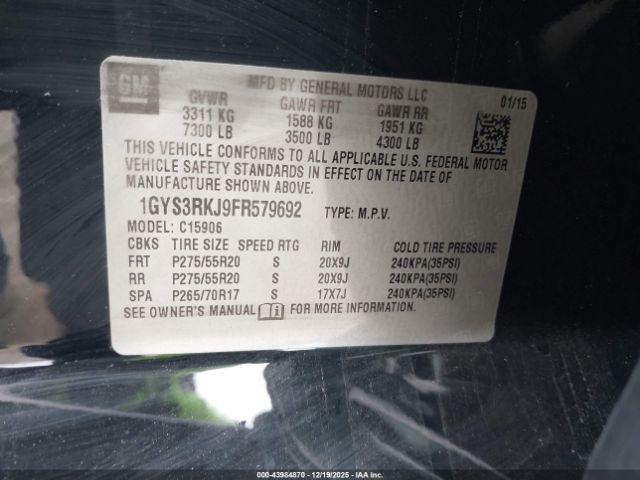 GM
MFD BY GENERAL MOTORS LLC
GVWR GAWR FRT GAWR RR 01/15
3311 KG 1588 KG 1951 KG
7300 LB 3500 LB 4300 LB
THIS VEHICLE CONFORMS TO ALL APPLICABLE U.S. FEDERAL MOTOR
VEHICLE SAFETY STANDARDS IN EFFECT ON THE DATE OF
MANUFACTURE SHOWN ABOVE.
1GYS3RKJ9FR579692 TYPE: M.P.V.
MODEL: C15906
CBKS TIRE SIZE SPEED RTG RIM COLD TIRE PRESSURE
FRT P275/55R20 S 20X9J 240KPA(35PSI)
RR P275/55R20 S 20X9J 240KPA(35PSI)
SPA P265/70R17 S 17X7J 240KPA(35PSI)
SEE OWNER'S MANUAL i FOR MORE INFORMATION.
000-43984870 | 12/19/2025 - IAA Inc.